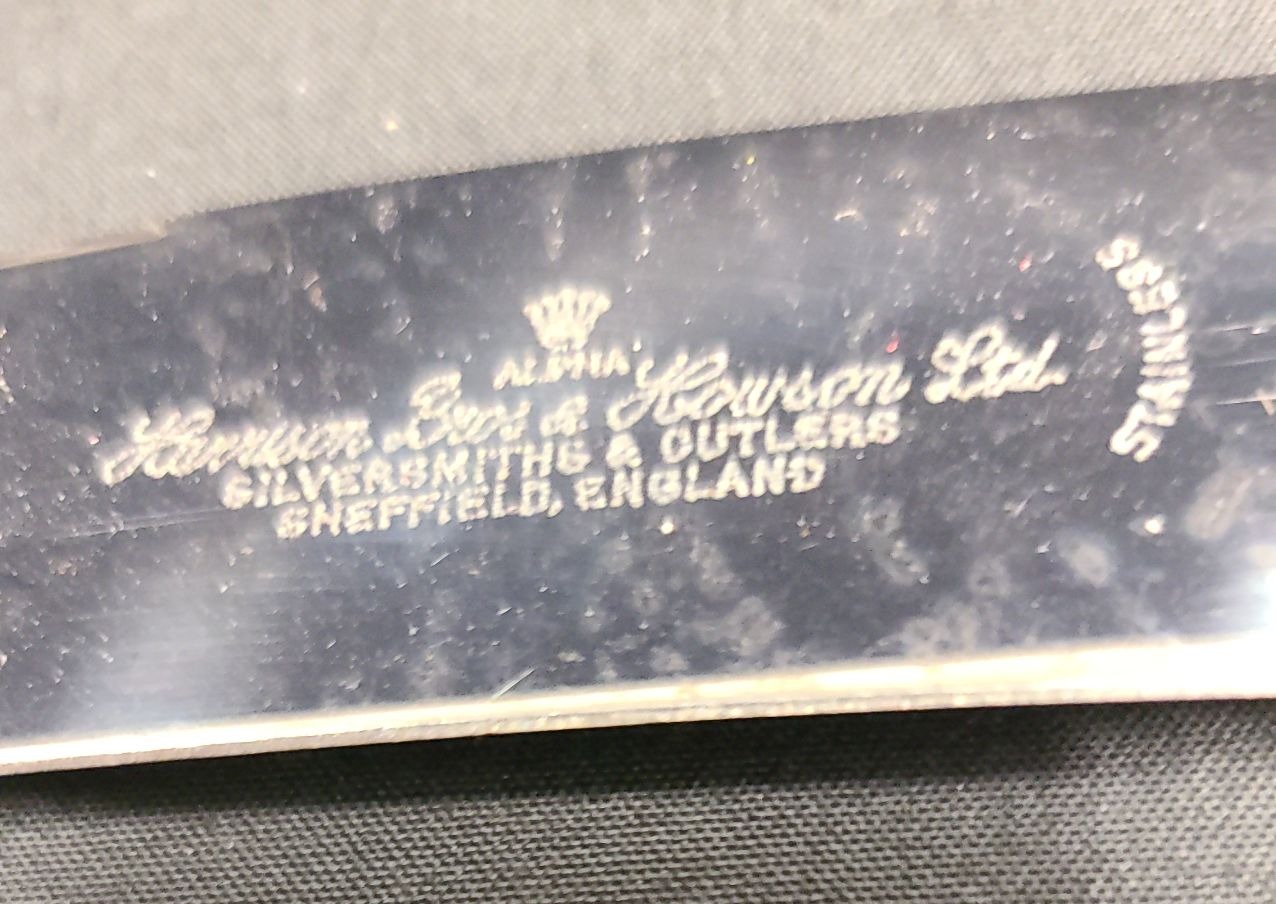 ALPHA
Harrison Bros & Howson Ltd.
SILVERSMITHS & CUTLERS
SHEFFIELD, ENGLAND
STAINLESS